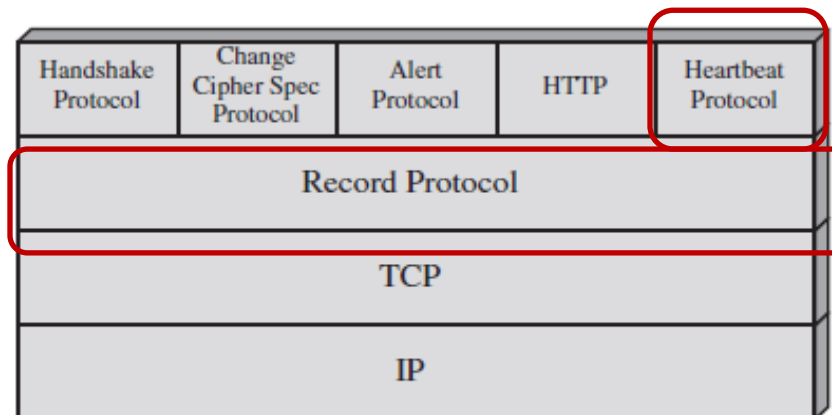 Handshake
Protocol
Change
Cipher Spec
Protocol
Alert
Protocol
HTTP
Heartbeat
Protocol
Record Protocol
TCP
IP